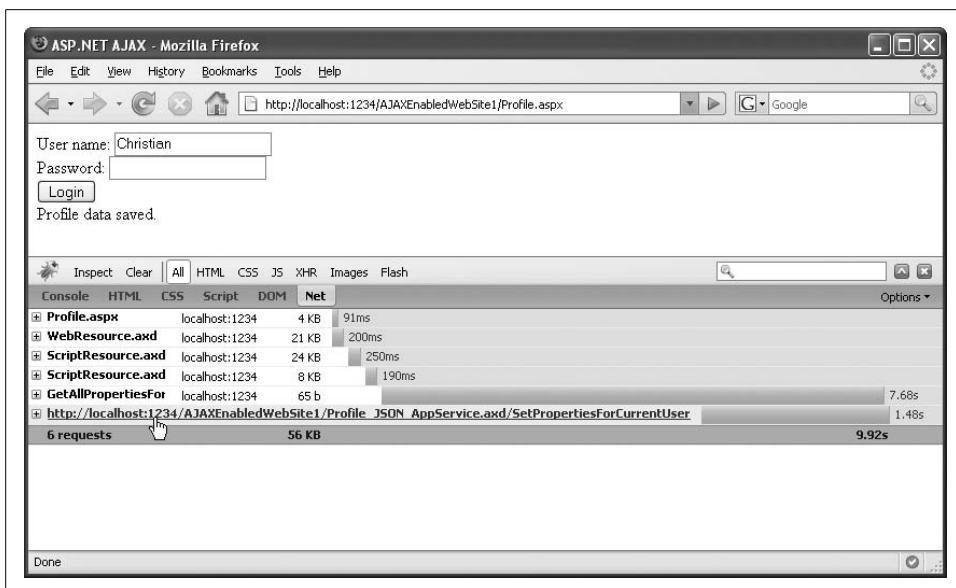 ASP.NET AJAX - Mozilla Firefox
File Edit View History Bookmarks Tools Help
http://localhost:1234/AJAXEnabledWebSite1/Profile.aspx G Google
User name: Christian
Password:
Login
Profile data saved.
Inspect Clear All HTML CSS JS XHR Images Flash
Console HTML CSS Script DOM Net Options
Profile.aspx localhost:1234 4 KB 91ms
WebResource.axd localhost:1234 21 KB 200ms
ScriptResource.axd localhost:1234 24 KB 250ms
ScriptResource.axd localhost:1234 8 KB 190ms
GetAllPropertiesFor localhost:1234 65 b 7.68s
http://localhost:1234/AJAXEnabledWebSite1/Profile_JSON_AppService.axd/SetPropertiesForCurrentUser 1.48s
6 requests 56 KB 9.92s
Done